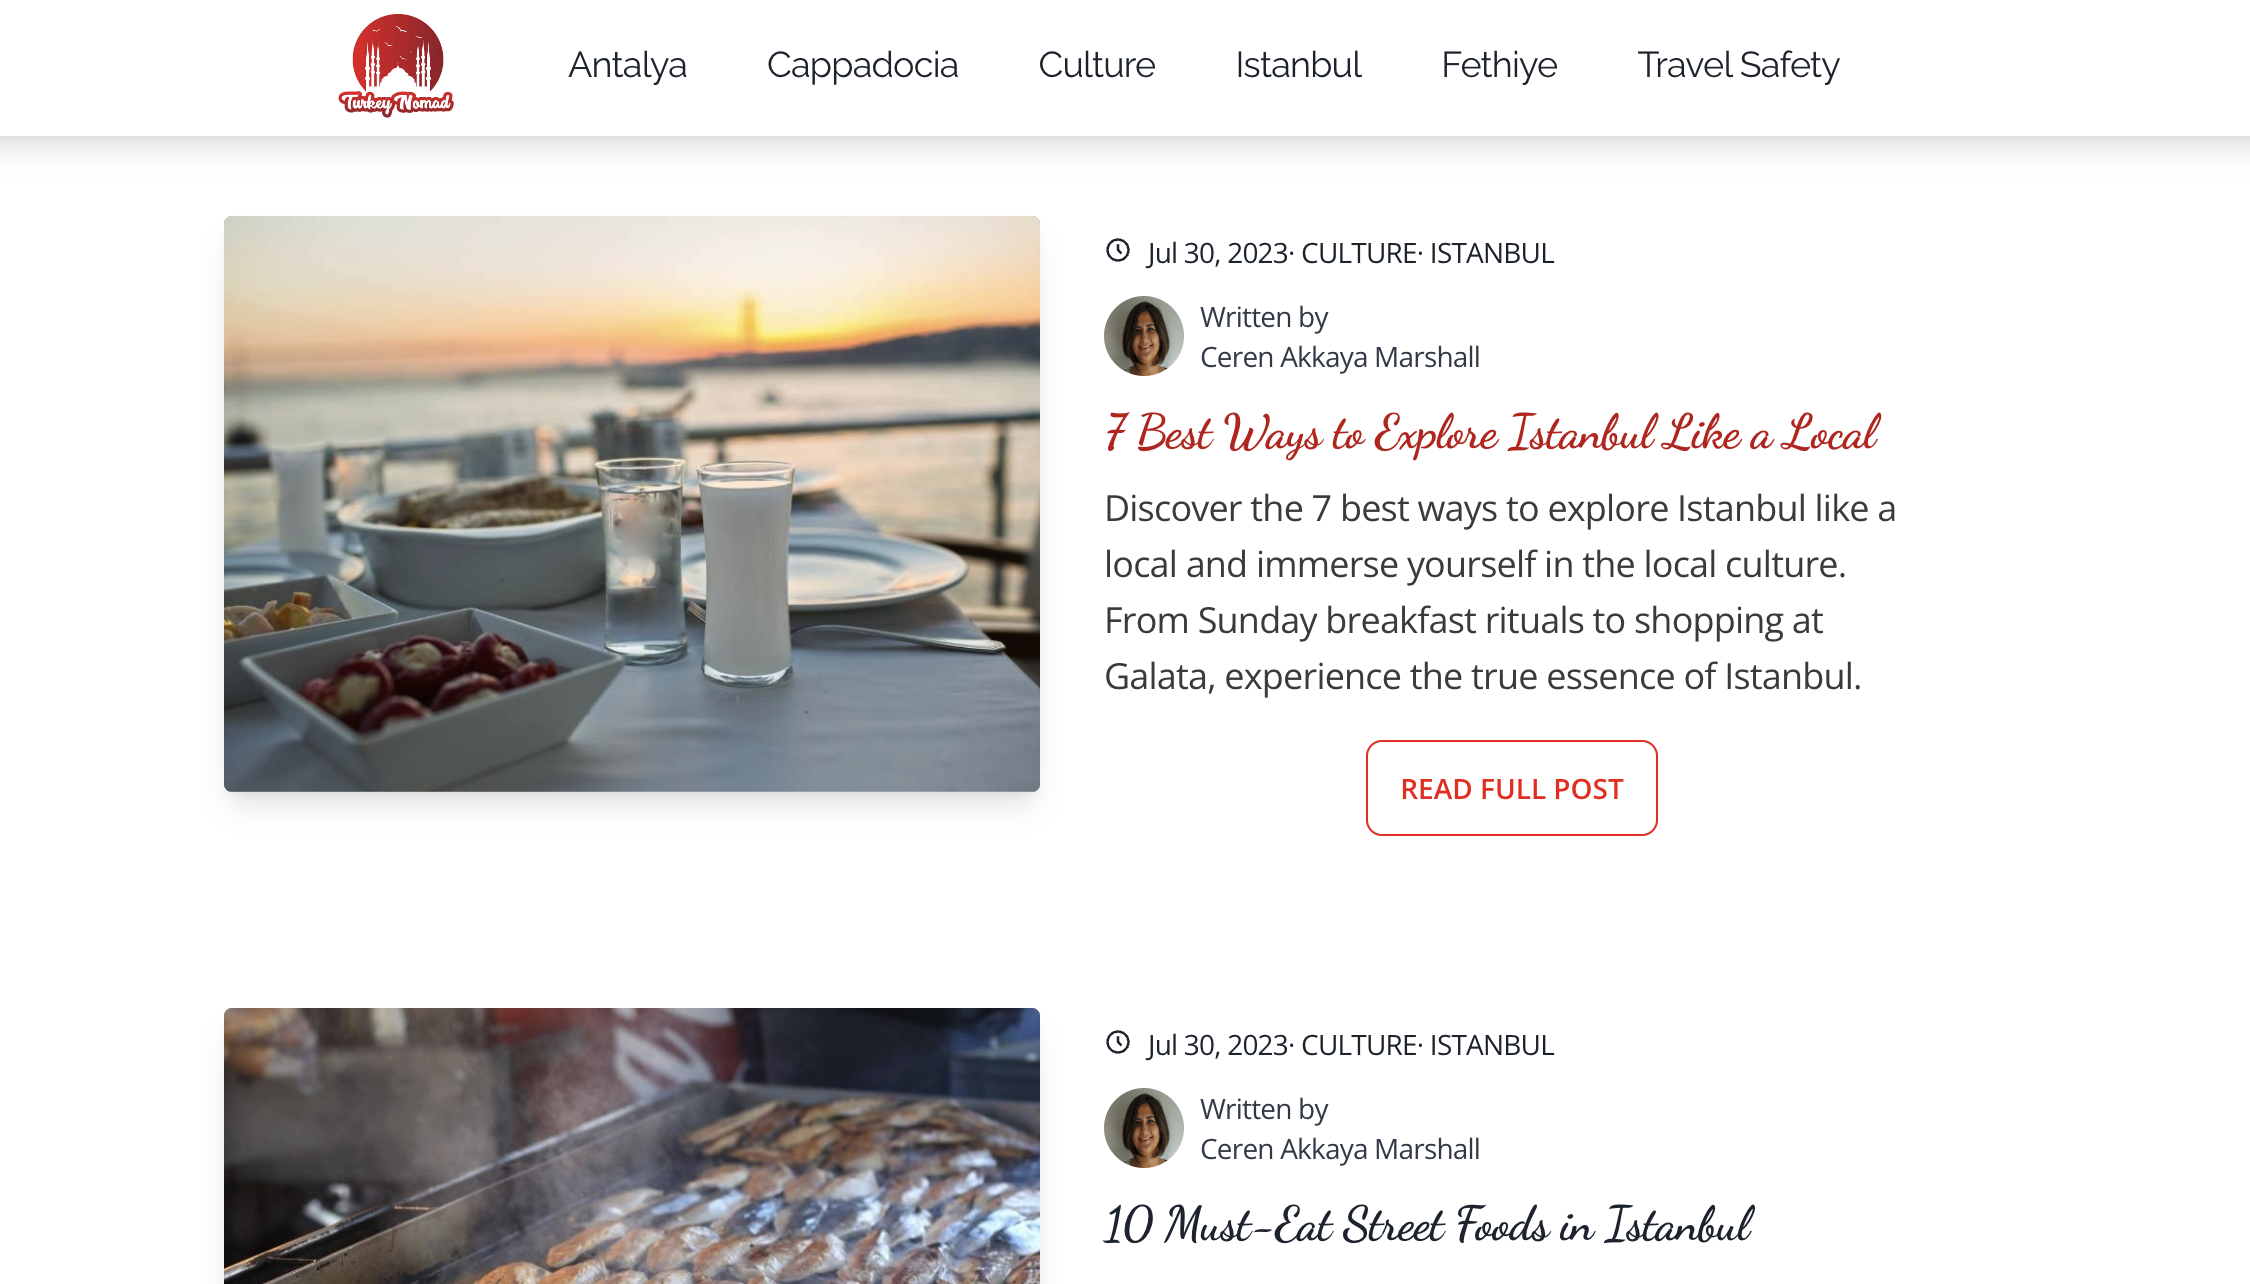 Turkey Nomad
Antalya
Cappadocia
Culture
Istanbul
Fethiye
Travel Safety
Jul 30, 2023· CULTURE· ISTANBUL
Written by
Ceren Akkaya Marshall
7 Best Ways to Explore Istanbul Like a Local
Discover the 7 best ways to explore Istanbul like a
local and immerse yourself in the local culture.
From Sunday breakfast rituals to shopping at
Galata, experience the true essence of Istanbul.
READ FULL POST
Jul 30, 2023· CULTURE· ISTANBUL
Written by
Ceren Akkaya Marshall
10 Must-Eat Street Foods in Istanbul